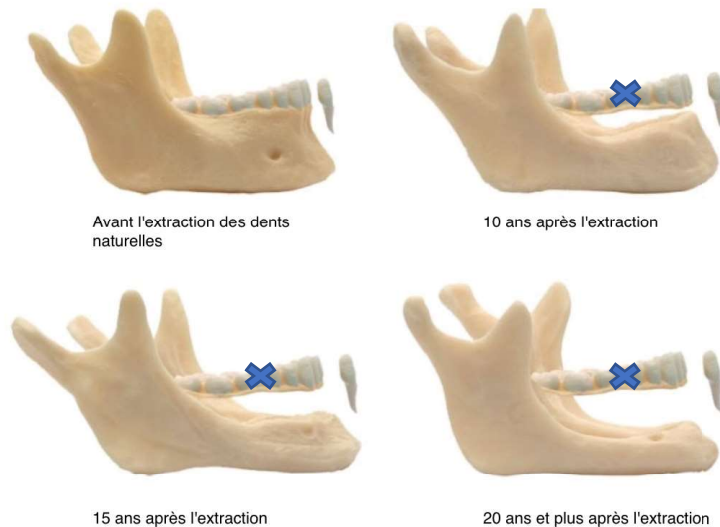 Avant l'extraction des dents
naturelles
10 ans après l'extraction
15 ans après l'extraction
20 ans et plus après l'extraction